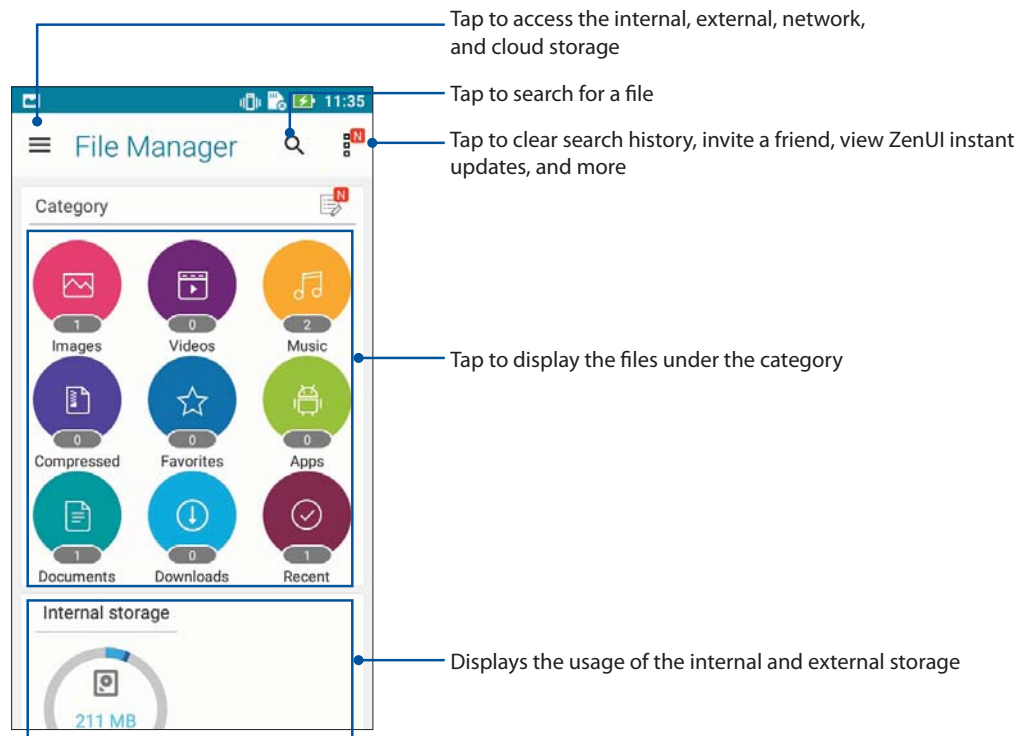 Tap to access the internal, external, network,
and cloud storage
11:35
Tap to search for a file
File Manager
N
Tap to clear search history, invite a friend, view ZenUI instant
updates, and more
Category
N
1
0
2
Images
Videos
Music
Tap to display the files under the category
0
0
0
Compressed
Favorites
Apps
1
0
1
Documents
Downloads
Recent
Internal storage
Displays the usage of the internal and external storage
211 MB